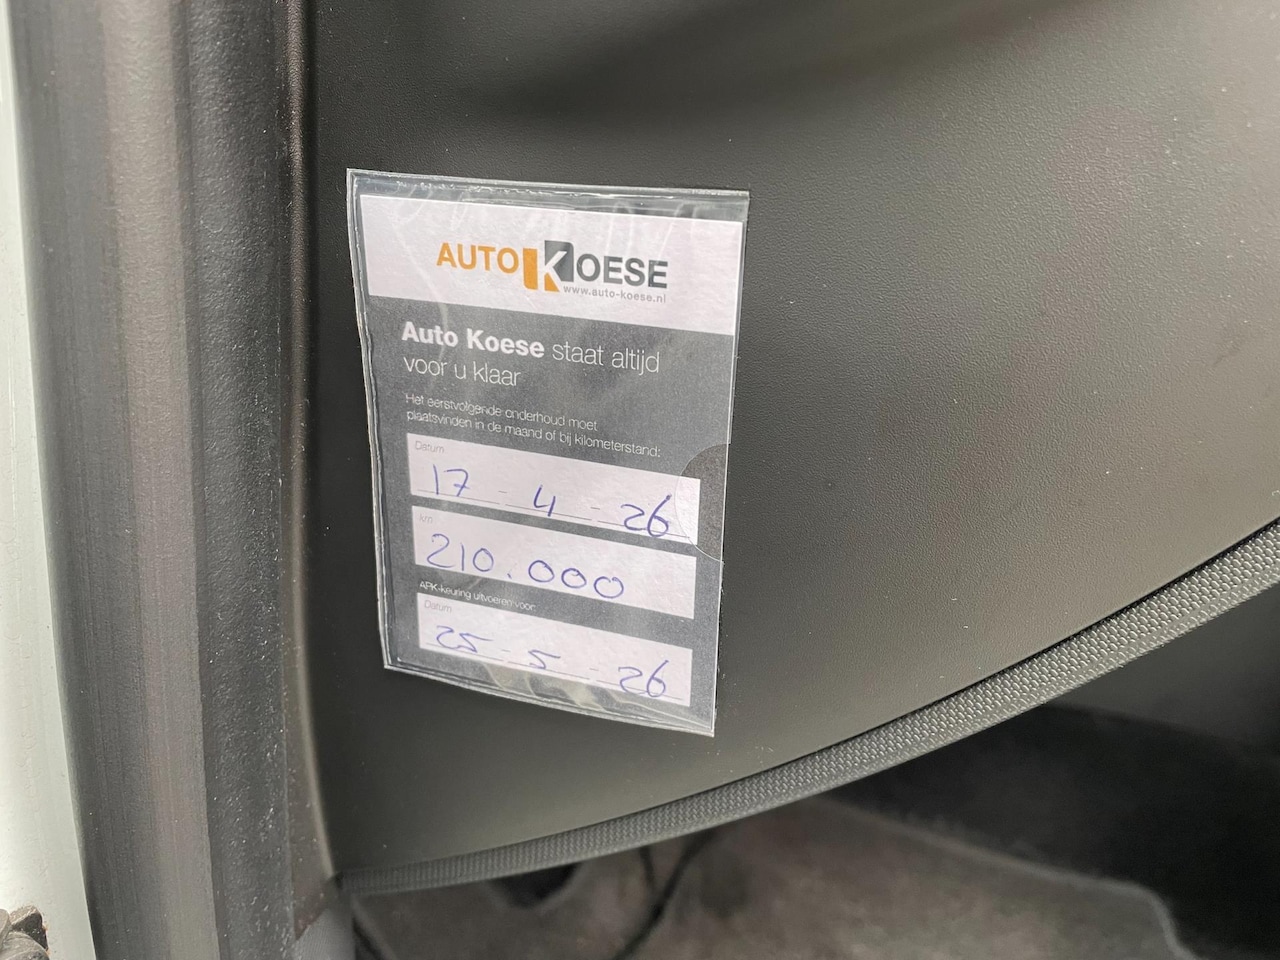 AUTO KOESE
www.auto-koese.nl
Auto Koese staat altijd
voor u klaar
Het eerstvolgende onderhoud moet
plaatsvinden in de maand of bij kilometerstand:
Datum
17 - 4 - 26
km
210.000
APK-keuring uitvoeren voor:
Datum
25 - 5 - 26